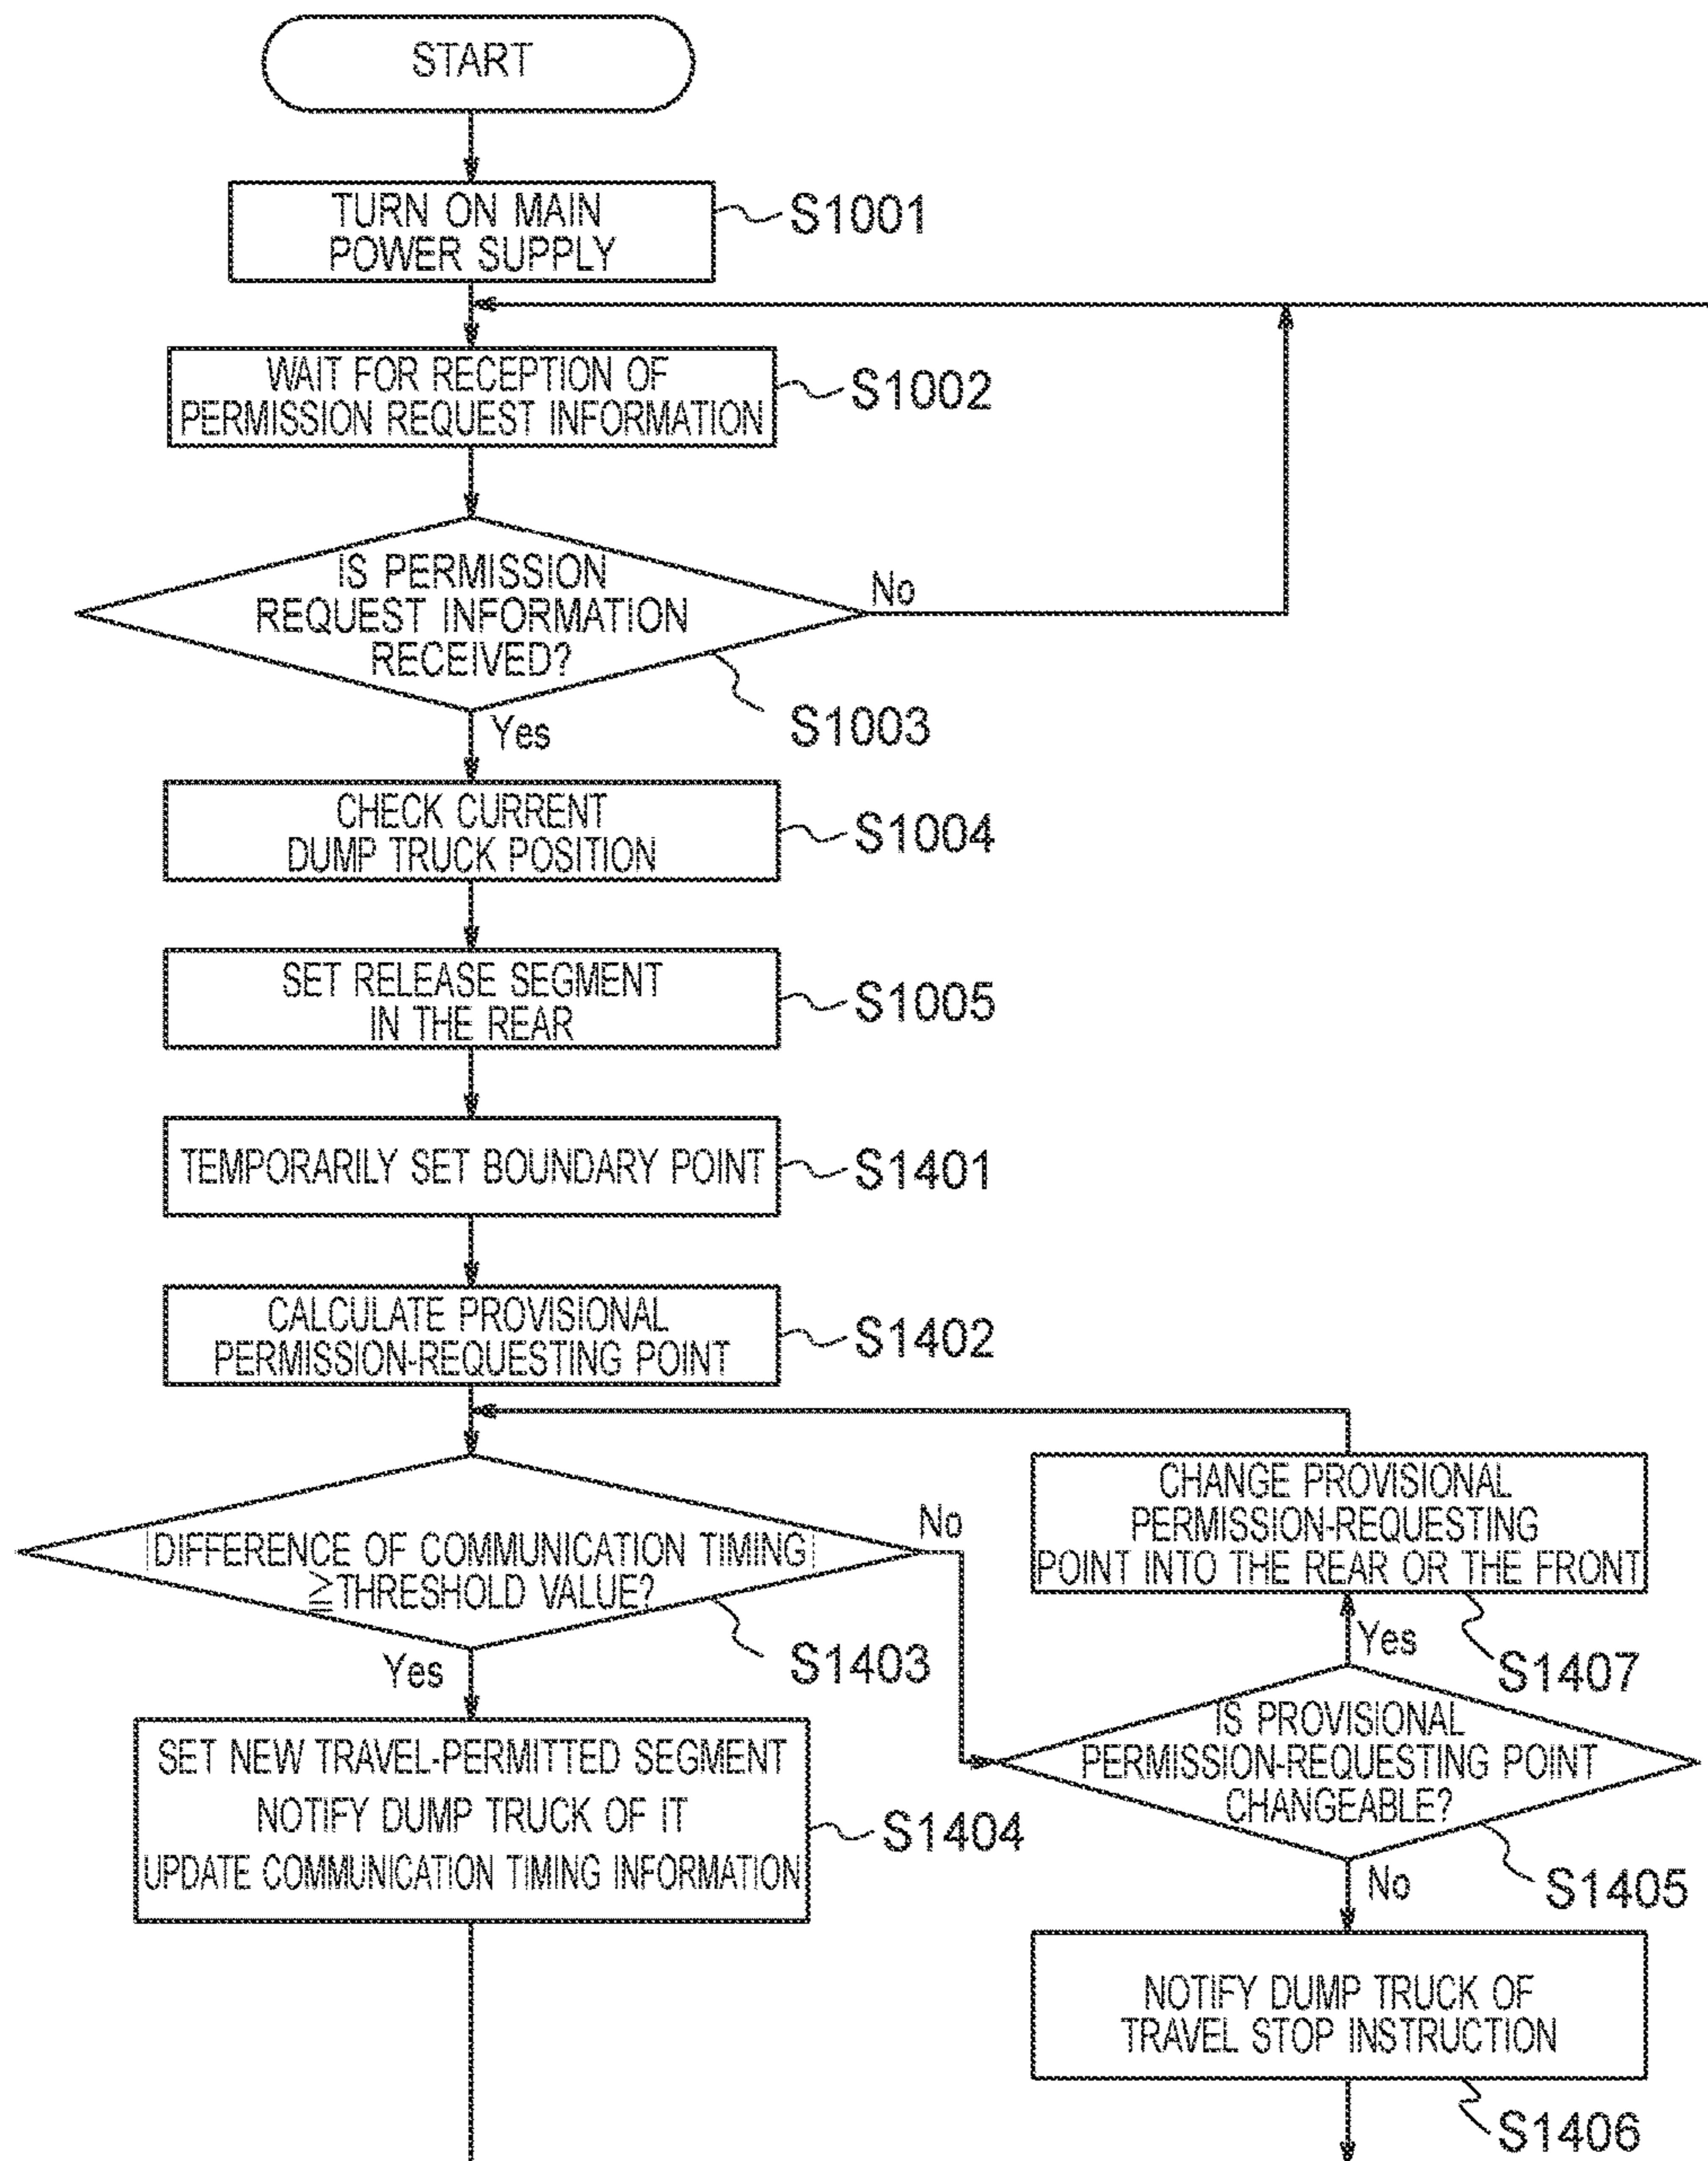 START
TURN ON MAIN
POWER SUPPLY
S1001
WAIT FOR RECEPTION OF
PERMISSION REQUEST INFORMATION
S1002
IS PERMISSION
REQUEST INFORMATION
RECEIVED?
No
S1003
Yes
CHECK CURRENT
DUMP TRUCK POSITION
S1004
SET RELEASE SEGMENT
IN THE REAR
S1005
TEMPORARILY SET BOUNDARY POINT
S1401
CALCULATE PROVISIONAL
PERMISSION-REQUESTING POINT
S1402
DIFFERENCE OF COMMUNICATION TIMING
≧THRESHOLD VALUE?
No
S1403
Yes
SET NEW TRAVEL-PERMITTED SEGMENT
NOTIFY DUMP TRUCK OF IT
UPDATE COMMUNICATION TIMING INFORMATION
S1404
CHANGE PROVISIONAL
PERMISSION-REQUESTING
POINT INTO THE REAR OR THE FRONT
S1407
Yes
IS PROVISIONAL
PERMISSION-REQUESTING POINT
CHANGEABLE?
S1405
No
NOTIFY DUMP TRUCK OF
TRAVEL STOP INSTRUCTION
S1406